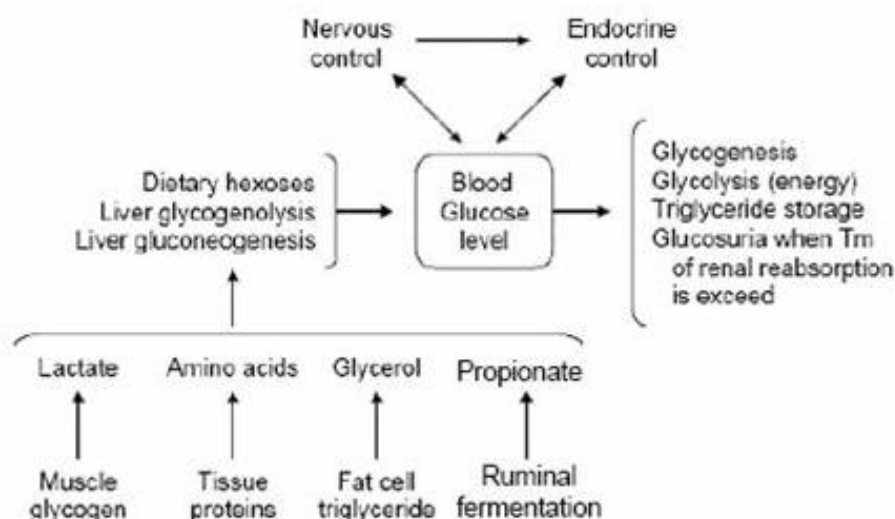 Nervous
control
Endocrine
control
Dietary hexoses
Liver glycogenolysis
Liver gluconeogenesis
Blood
Glucose
level
Glycogenesis
Glycolysis (energy)
Triglyceride storage
Glucosuria when Tm
of renal reabsorption
is exceed
Lactate
Amino acids
Glycerol
Propionate
Muscle
glycogen
Tissue
proteins
Fat cell
triglyceride
Ruminal
fermentation